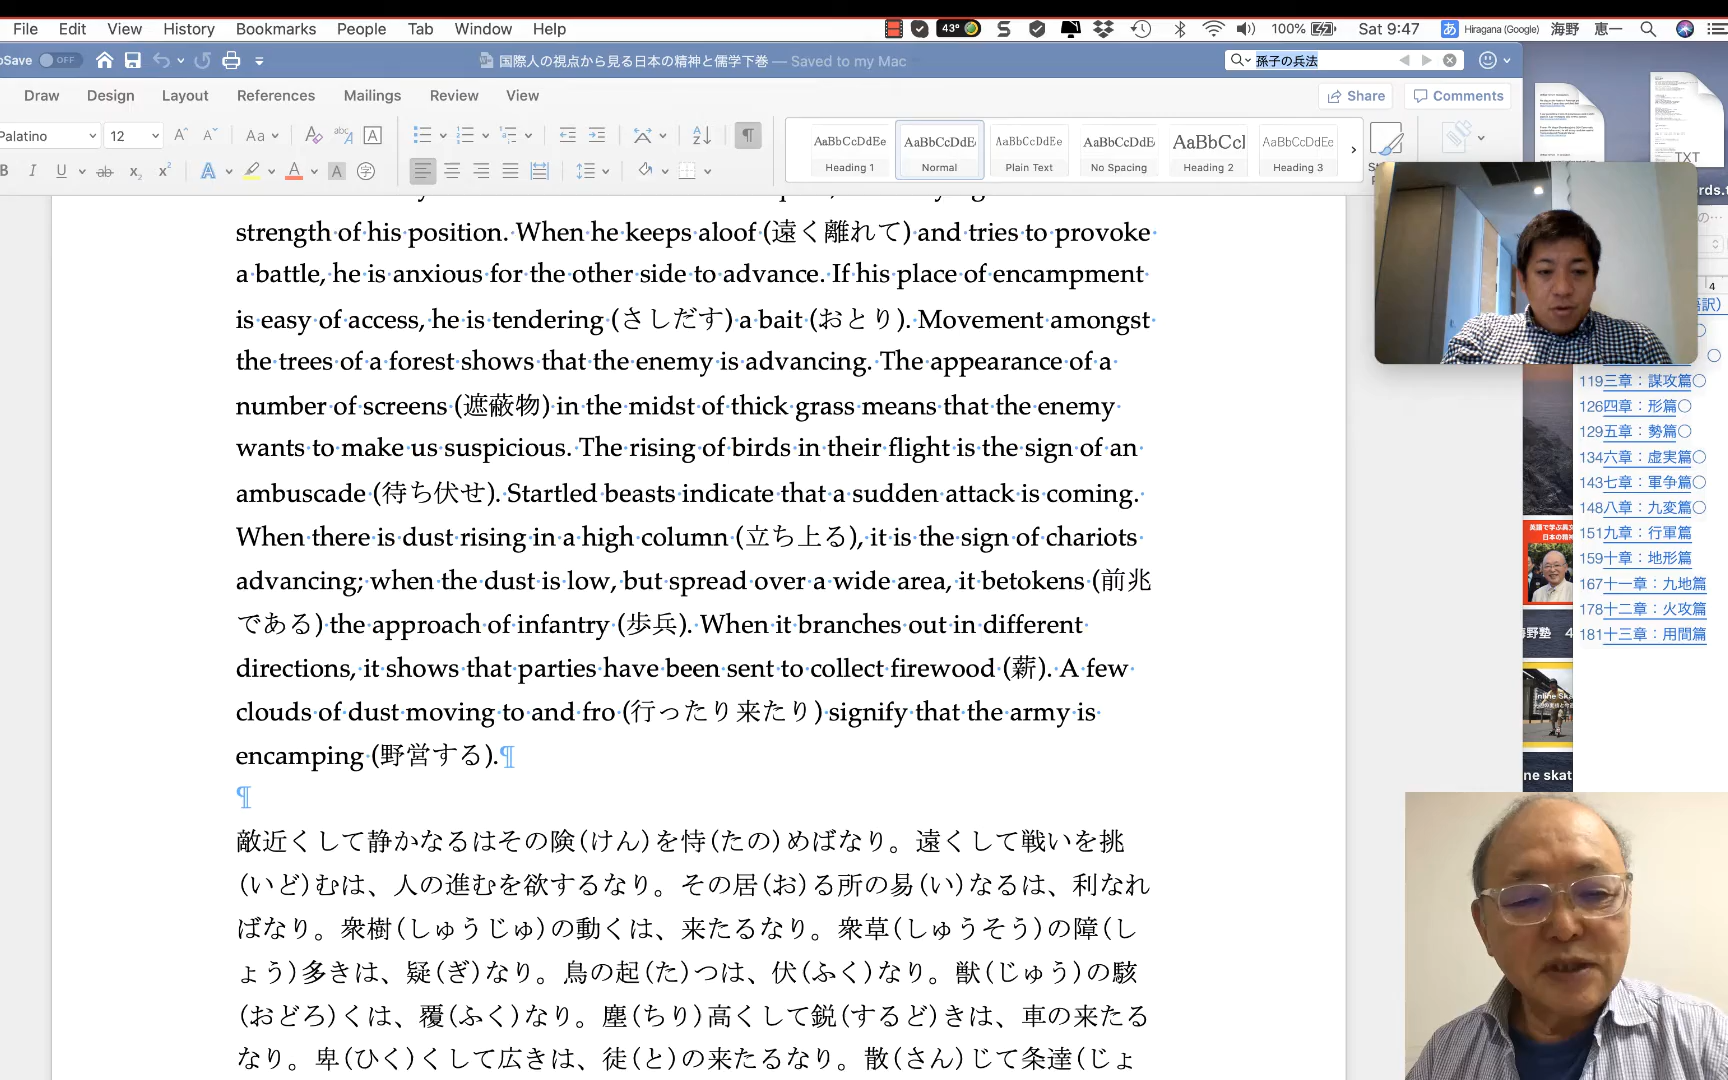 File Edit View History Bookmarks People Tab Window Help
43°
100%
Sat 9:47
あ Hiragana (Google) 海野 恵一
OFF
国際人の視点から見る日本の精神と儒学下巻 — Saved to my Mac
孫子の兵法
Draw Design Layout References Mailings Review View
Share Comments
Palatino 12
AaBbCcDdEe AaBbCcDdE AaBbCcDdEe AaBbCcDdE AaBbCcl AaBbCcDdEe
Heading 1 Normal Plain Text No Spacing Heading 2 Heading 3
TXT
strength of his position. When he keeps aloof (遠く離れて) and tries to provoke
a battle, he is anxious for the other side to advance. If his place of encampment
is easy of access, he is tendering (さしだす) a bait (おとり). Movement amongst
the trees of a forest shows that the enemy is advancing. The appearance of a
number of screens (遮蔽物) in the midst of thick grass means that the enemy
wants to make us suspicious. The rising of birds in their flight is the sign of an
ambuscade (待ち伏せ). Startled beasts indicate that a sudden attack is coming.
When there is dust rising in a high column (立ち上る), it is the sign of chariots
advancing; when the dust is low, but spread over a wide area, it betokens (前兆
である) the approach of infantry (歩兵). When it branches out in different
directions, it shows that parties have been sent to collect firewood (薪). A few
clouds of dust moving to and fro (行ったり来たり) signify that the army is
encamping (野営する).¶
¶
敵近くして静かなるはその険(けん)を恃(たの)めばなり。遠くして戦いを挑
(いど)むは、人の進むを欲するなり。その居(お)る所の易(い)なるは、利なれ
ばなり。衆樹(しゅうじゅ)の動くは、来たるなり。衆草(しゅうそう)の障(し
ょう)多きは、疑(ぎ)なり。鳥の起(た)つは、伏(ふく)なり。獣(じゅう)の駭
(おどろ)くは、覆(ふく)なり。塵(ちり)高くして鋭(するど)きは、車の来たる
なり。卑(ひく)くして広きは、徒(と)の来たるなり。散(さん)じて条達(じょ
119三章：謀攻篇〇
126四章：形篇〇
129五章：勢篇〇
134六章：虚実篇〇
143七章：軍争篇〇
148八章：九変篇〇
151九章：行軍篇
159十章：地形篇
167十一章：九地篇
178十二章：火攻篇
181十三章：用間篇
ne skat